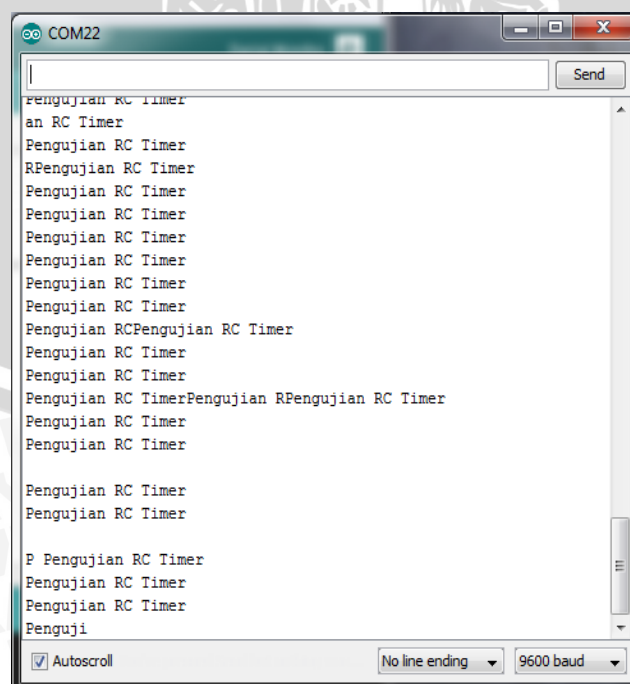 COM22
Send
Pengujian RC Timer
an RC Timer
Pengujian RC Timer
RPengujian RC Timer
Pengujian RC Timer
Pengujian RC Timer
Pengujian RC Timer
Pengujian RC Timer
Pengujian RC Timer
Pengujian RC Timer
Pengujian RCPengujian RC Timer
Pengujian RC Timer
Pengujian RC Timer
Pengujian RC TimerPengujian RPengujian RC Timer
Pengujian RC Timer
Pengujian RC Timer
Pengujian RC Timer
Pengujian RC Timer
P Pengujian RC Timer
Pengujian RC Timer
Pengujian RC Timer
Penguji
Autoscroll
No line ending
9600 baud